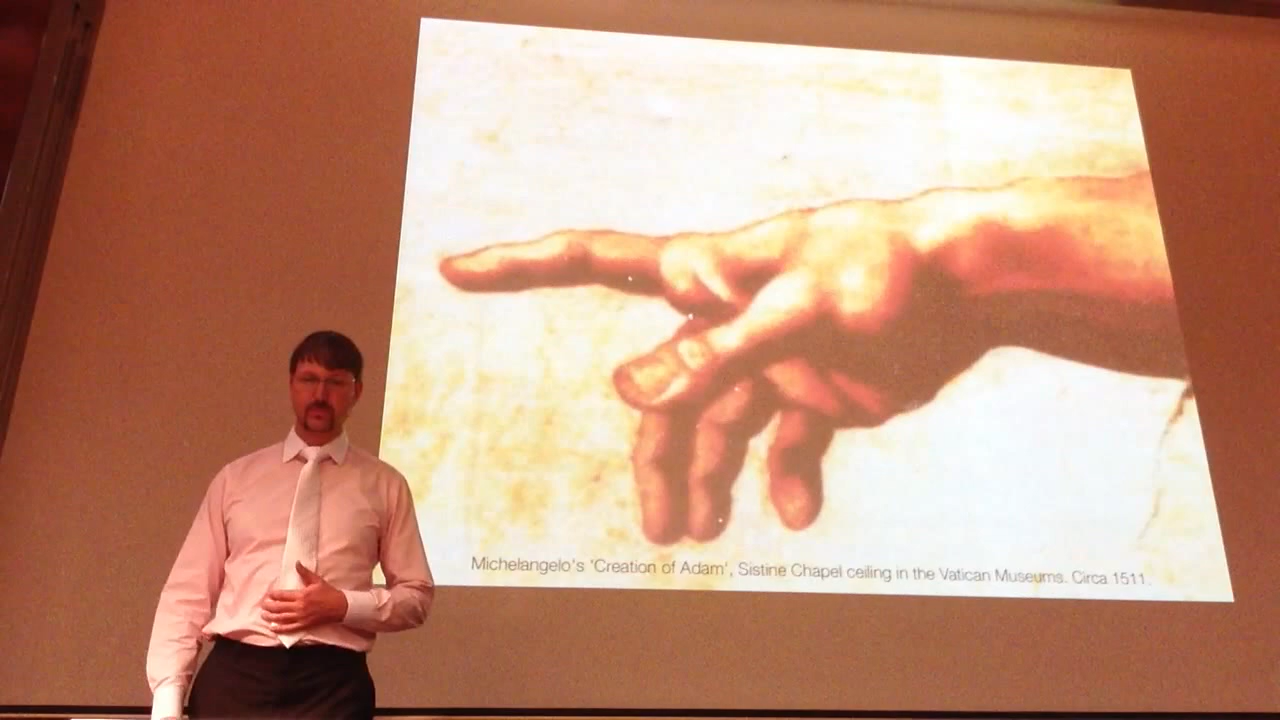 Michelangelo's 'Creation of Adam', Sistine Chapel ceiling in the Vatican Museums. Circa 1511.